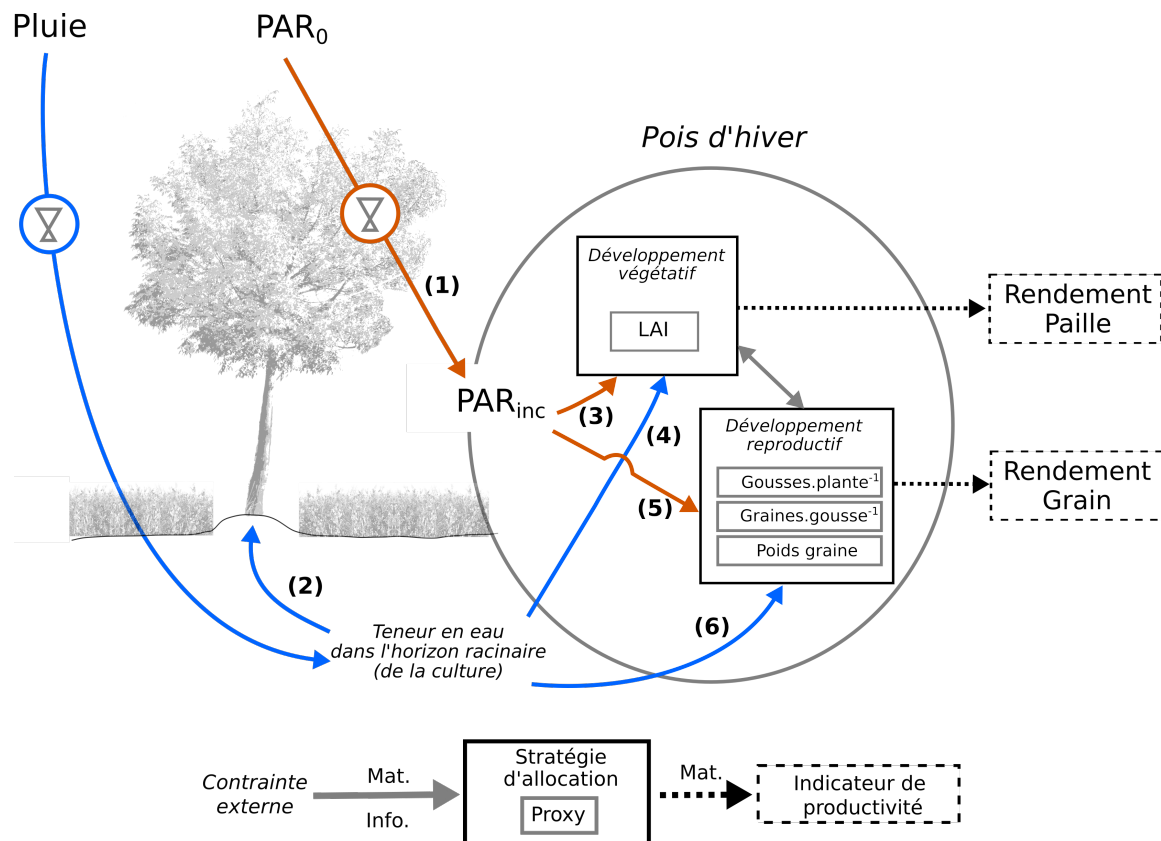 Pluie
PAR0
Pois d'hiver
(1)
Développement
végétatif
LAI
Rendement
Paille
PARinc
(3)
(4)
Développement
reproductif
Gousses.plante-1
Graines.gousse-1
Poids graine
(5)
Rendement
Grain
(2)
(6)
Teneur en eau
dans l'horizon racinaire
(de la culture)
Contrainte
externe
Mat.
Info.
Stratégie
d'allocation
Proxy
Mat.
Indicateur de
productivité